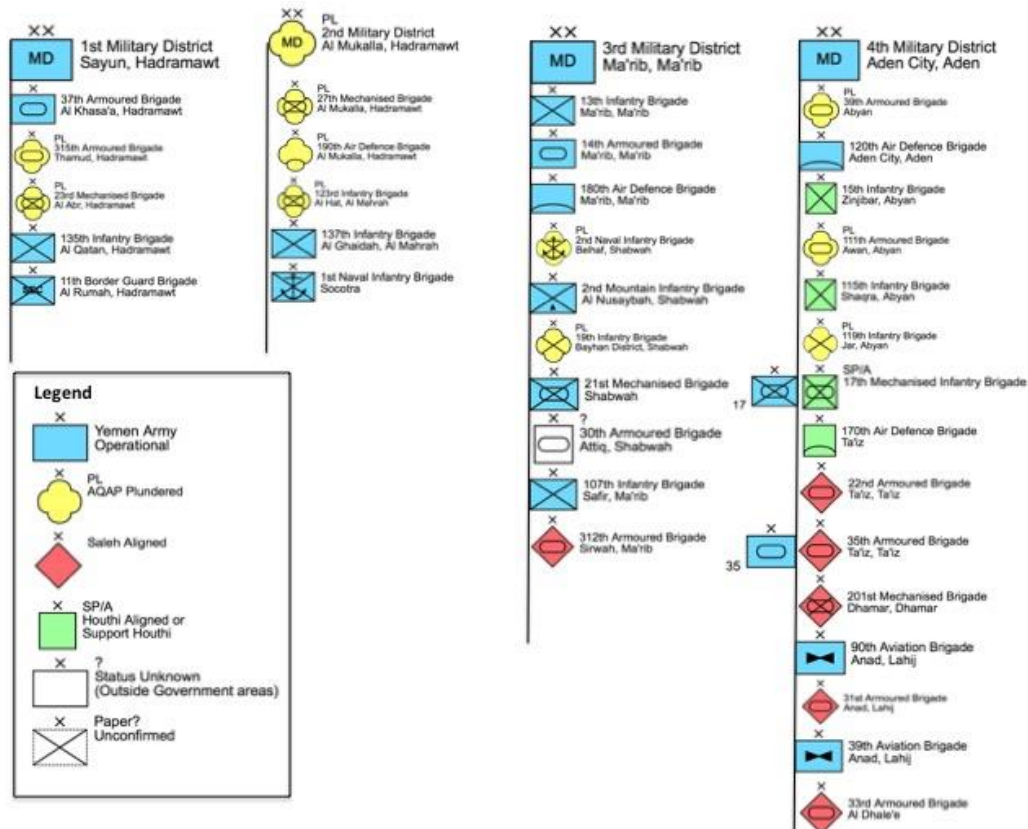 XX
MD
1st Military District
Sayun, Hadramawt
X
37th Armoured Brigade
Al Khasa'a, Hadramawt
X
PL
315th Armoured Brigade
Thamud, Hadramawt
X
PL
23rd Mechanised Brigade
Al Abr, Hadramawt
X
135th Infantry Brigade
Al Qatan, Hadramawt
X
11th Border Guard Brigade
Al Rumah, Hadramawt
XX
PL
MD
2nd Military District
Al Mukalla, Hadramawt
X
PL
27th Mechanised Brigade
Al Mukalla, Hadramawt
X
PL
190th Air Defence Brigade
Al Mukalla, Hadramawt
X
PL
123rd Infantry Brigade
Al Hat, Al Mahrah
X
137th Infantry Brigade
Al Ghaidah, Al Mahrah
X
1st Naval Infantry Brigade
Socotra
XX
MD
3rd Military District
Ma'rib, Ma'rib
X
13th Infantry Brigade
Ma'rib, Ma'rib
X
14th Armoured Brigade
Ma'rib, Ma'rib
X
180th Air Defence Brigade
Ma'rib, Ma'rib
X
PL
2nd Naval Infantry Brigade
Belhaf, Shabwah
X
2nd Mountain Infantry Brigade
Al Nusaybah, Shabwah
X
PL
19th Infantry Brigade
Bayhan District, Shabwah
X
21st Mechanised Brigade
Shabwah
X ?
30th Armoured Brigade
Attiq, Shabwah
X
107th Infantry Brigade
Safir, Ma'rib
X
312th Armoured Brigade
Sirwah, Ma'rib
XX
MD
4th Military District
Aden City, Aden
X
PL
39th Armoured Brigade
Abyan
X
120th Air Defence Brigade
Aden City, Aden
X
15th Infantry Brigade
Zinjibar, Abyan
X
PL
111th Armoured Brigade
Awan, Abyan
X
115th Infantry Brigade
Shaqra, Abyan
X
PL
119th Infantry Brigade
Jar, Abyan
X
17
X
SP/A
17th Mechanised Infantry Brigade
X
170th Air Defence Brigade
Ta'iz
X
22nd Armoured Brigade
Ta'iz, Ta'iz
X
35
X
35th Armoured Brigade
Ta'iz, Ta'iz
X
201st Mechanised Brigade
Dhamar, Dhamar
X
90th Aviation Brigade
Anad, Lahij
X
31st Armoured Brigade
Anad, Lahij
X
39th Aviation Brigade
Anad, Lahij
X
33rd Armoured Brigade
Al Dhale'e
Legend
X
Yemen Army
Operational
X
PL
AQAP Plundered
X
Saleh Aligned
X
SP/A
Houthi Aligned or
Support Houthi
X ?
Status Unknown
(Outside Government areas)
X
Paper?
Unconfirmed